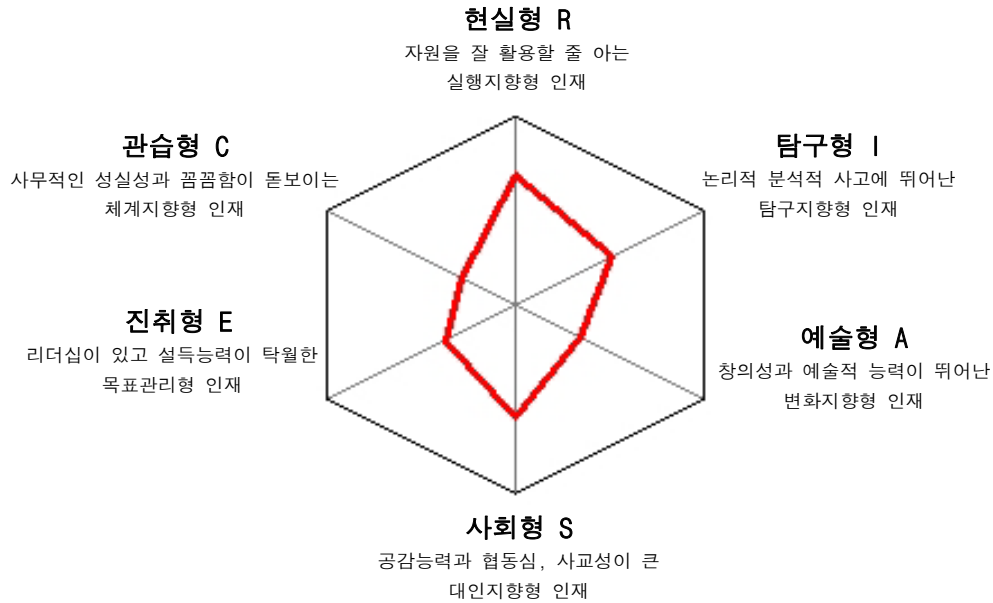 현실형 R
자원을 잘 활용할 줄 아는
실행지향형 인재
관습형 C
사무적인 성실성과 꼼꼼함이 돋보이는
체계지향형 인재
탐구형 I
논리적 분석적 사고에 뛰어난
탐구지향형 인재
진취형 E
리더십이 있고 설득능력이 탁월한
목표관리형 인재
예술형 A
창의성과 예술적 능력이 뛰어난
변화지향형 인재
사회형 S
공감능력과 협동심, 사교성이 큰
대인지향형 인재